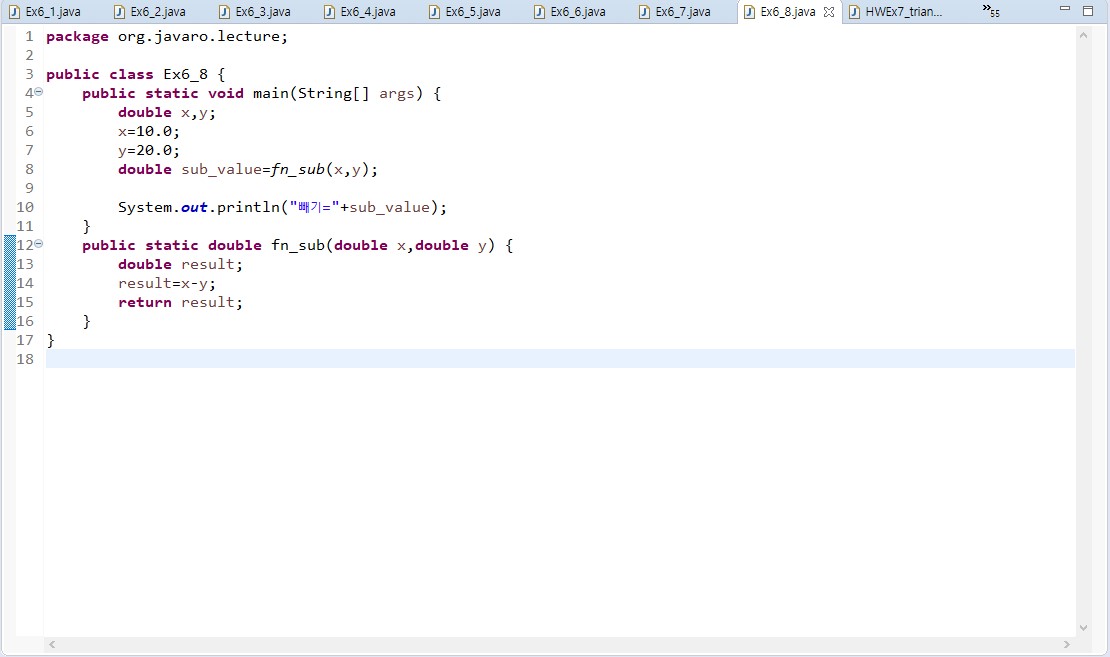 Ex6_1.java Ex6_2.java Ex6_3.java Ex6_4.java Ex6_5.java Ex6_6.java Ex6_7.java Ex6_8.java HWEx7_trian... »55
1 package org.javaro.lecture;
2
3 public class Ex6_8 {
4 public static void main(String[] args) {
5 double x,y;
6 x=10.0;
7 y=20.0;
8 double sub_value=fn_sub(x,y);
9
10 System.out.println("빼기="+sub_value);
11 }
12 public static double fn_sub(double x,double y) {
13 double result;
14 result=x-y;
15 return result;
16 }
17 }
18